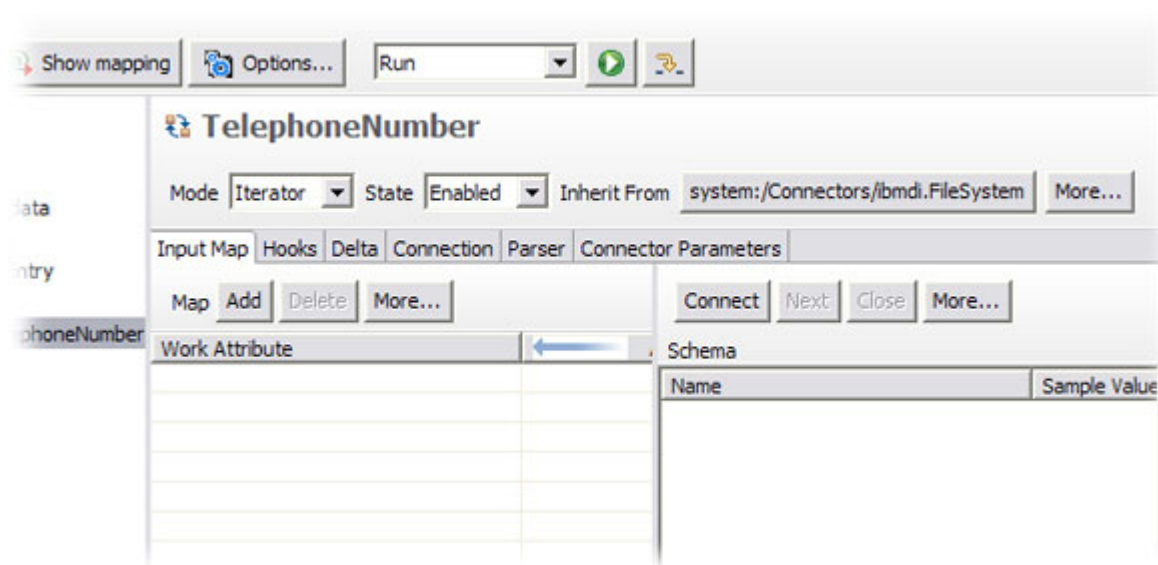 Show mapping Options... Run
TelephoneNumber
Mode Iterator State Enabled Inherit From system:/Connectors/ibmdi.FileSystem More...
Input Map Hooks Delta Connection Parser Connector Parameters
Map Add Delete More... Connect Next Close More...
Work Attribute
Schema
Name Sample Value